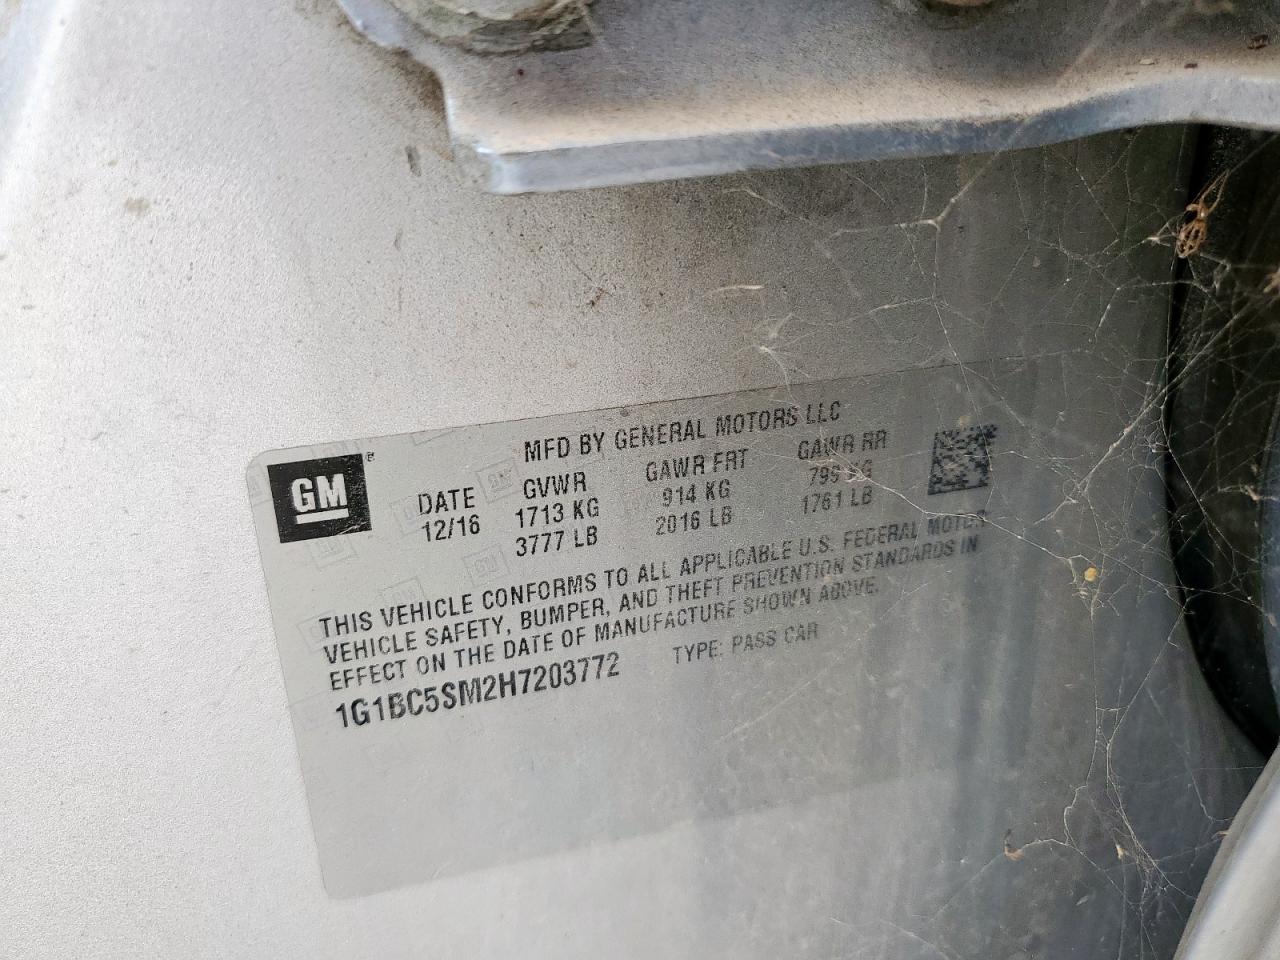 MFD BY GENERAL MOTORS LLC
GM®
DATE GVWR GAWR FRT GAWR RR
12/16 1713 KG 914 KG 799 KG
3777 LB 2016 LB 1761 LB
THIS VEHICLE CONFORMS TO ALL APPLICABLE U.S. FEDERAL MOTOR
VEHICLE SAFETY, BUMPER, AND THEFT PREVENTION STANDARDS IN
EFFECT ON THE DATE OF MANUFACTURE SHOWN ABOVE.
1G1BC5SM2H7203772 TYPE: PASS CAR